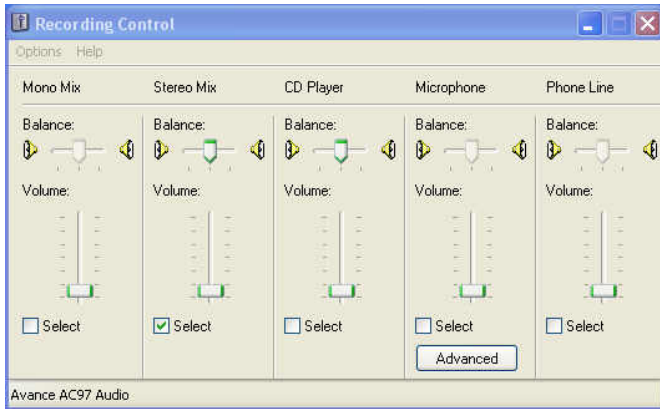 Recording Control
Options Help
Mono Mix Stereo Mix CD Player Microphone Phone Line
Balance: Balance: Balance: Balance: Balance:
Volume: Volume: Volume: Volume: Volume:
Select Select Select Select Select
Advanced
Avance AC97 Audio